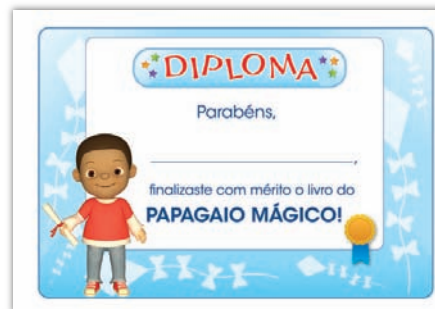 DIPLOMA
Parabéns,
,
finalizaste com mérito o livro do
PAPAGAIO MÁGICO!